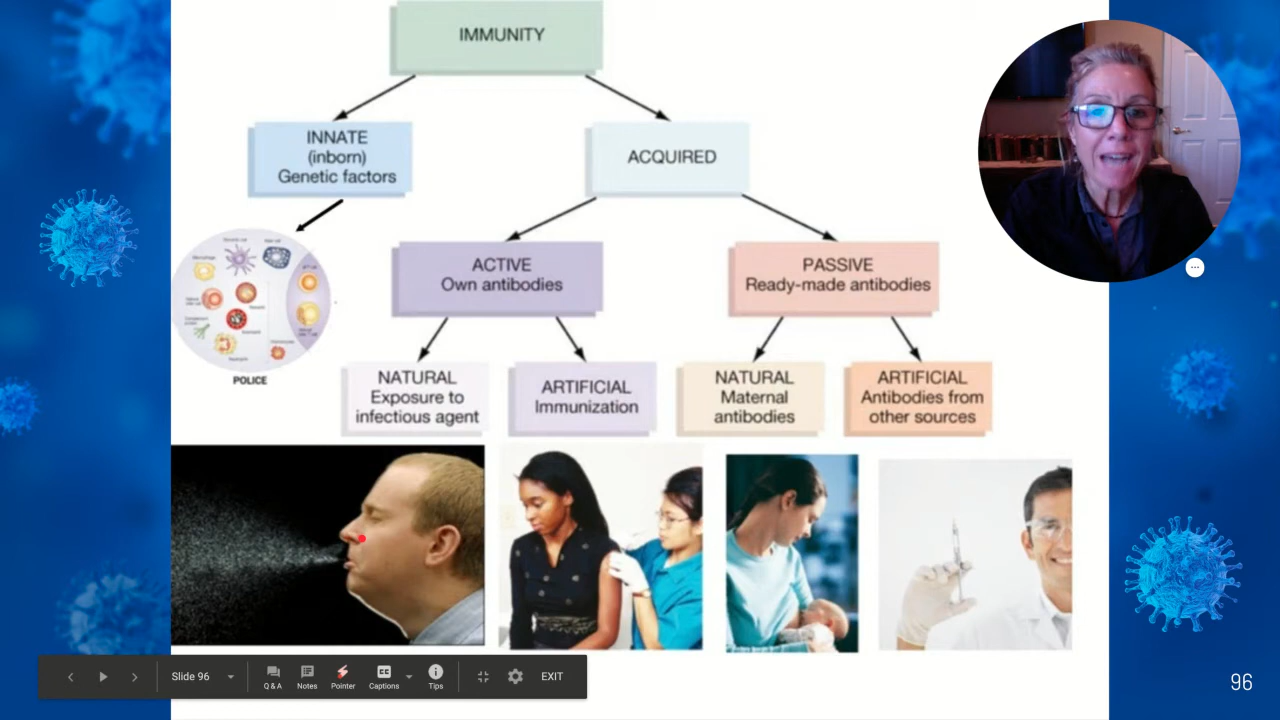 IMMUNITY
INNATE
(inborn)
Genetic factors
ACQUIRED
ACTIVE
Own antibodies
PASSIVE
Ready-made antibodies
POLICE
NATURAL
Exposure to
infectious agent
ARTIFICIAL
Immunization
NATURAL
Maternal
antibodies
ARTIFICIAL
Antibodies from
other sources
Slide 96
Q & A
Notes
Pointer
CC
Captions
Tips
EXIT
96